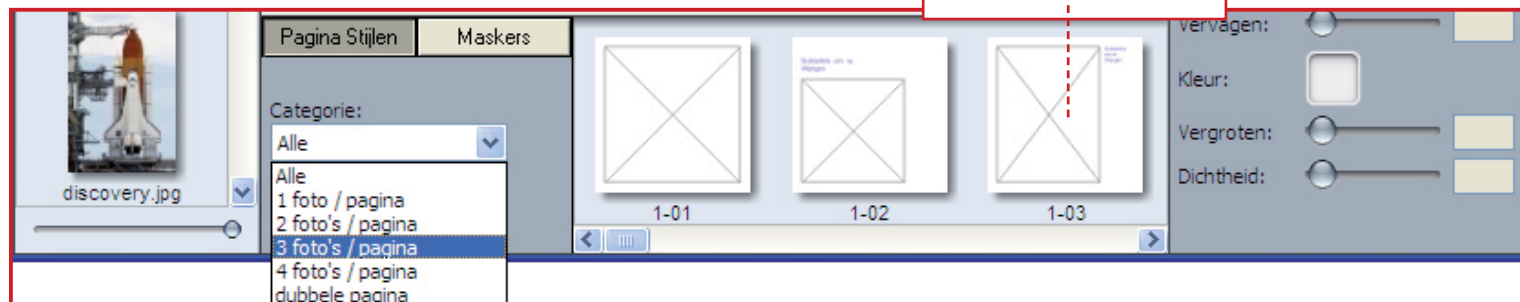 discovery.jpg
Pagina Stijlen
Maskers
Categorie:
Alle
Alle
1 foto / pagina
2 foto's / pagina
3 foto's / pagina
4 foto's / pagina
dubbele pagina
1-01
1-02
1-03
Vervagen:
Kleur:
Vergroten:
Dichtheid: